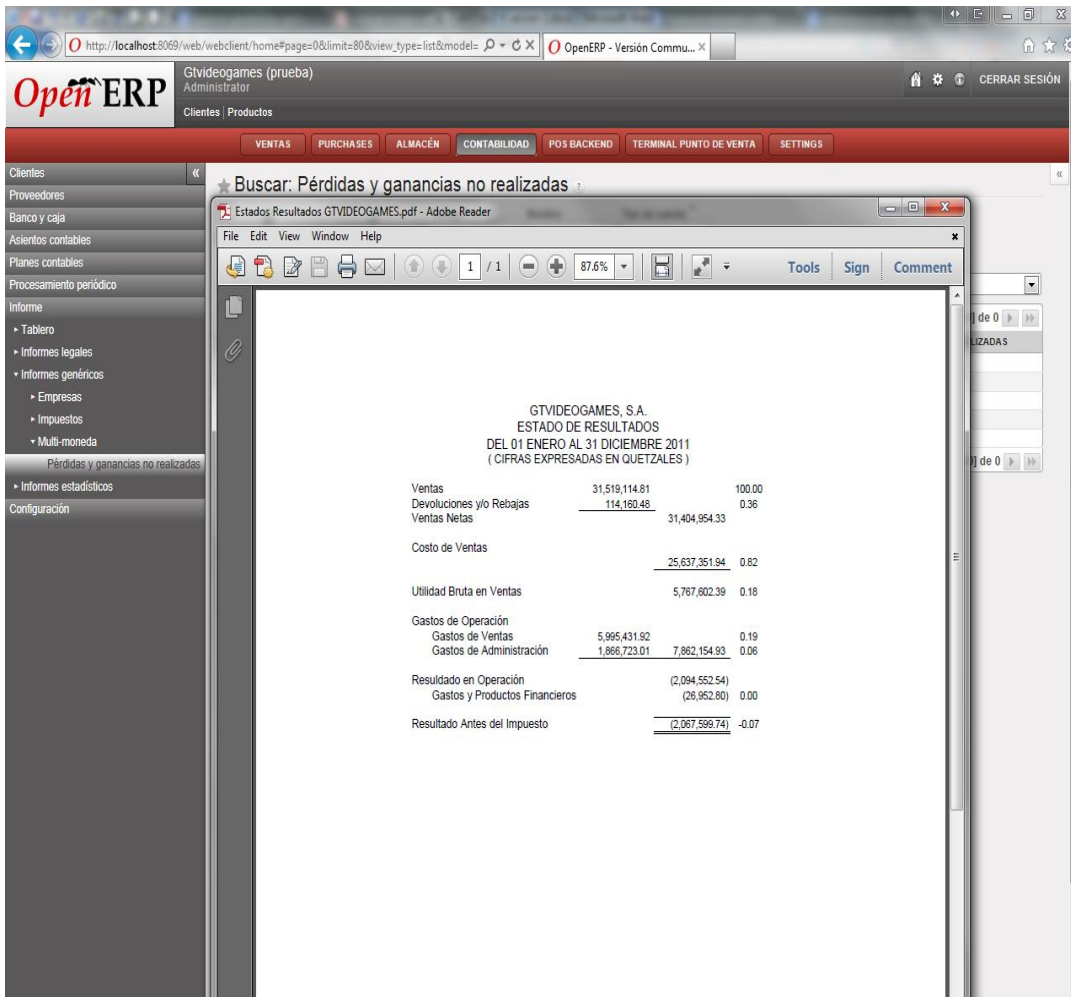 http://localhost:8069/web/webclient/home#page=0&limit=80&view_type=list&model=
OpenERP - Versión Commu...
Open ERP
Gtvideogames (prueba)
Administrator
CERRAR SESIÓN
Clientes | Productos
VENTAS PURCHASES ALMACÉN CONTABILIDAD POS BACKEND TERMINAL PUNTO DE VENTA SETTINGS
Clientes
Proveedores
Banco y caja
Asientos contables
Planes contables
Procesamiento periódico
Informe
Tablero
Informes legales
Informes genéricos
Empresas
Impuestos
Multi-moneda
Pérdidas y ganancias no realizadas
Informes estadísticos
Configuración
Buscar: Pérdidas y ganancias no realizadas ?
Estados Resultados GTVIDEOGAMES.pdf - Adobe Reader
File Edit View Window Help
1 / 1 87.6% Tools Sign Comment
] de 0
LIZADAS
] de 0
GTVIDEOGAMES, S.A.
ESTADO DE RESULTADOS
DEL 01 ENERO AL 31 DICIEMBRE 2011
( CIFRAS EXPRESADAS EN QUETZALES )
Ventas 31,519,114.81 100.00
Devoluciones y/o Rebajas 114,160.48 0.36
Ventas Netas 31,404,954.33
Costo de Ventas
25,637,351.94 0.82
Utilidad Bruta en Ventas 5,767,602.39 0.18
Gastos de Operación
Gastos de Ventas 5,995,431.92 0.19
Gastos de Administración 1,866,723.01 7,862,154.93 0.06
Resuldado en Operación (2,094,552.54)
Gastos y Productos Financieros (26,952.80) 0.00
Resultado Antes del Impuesto (2,067,599.74) -0.07